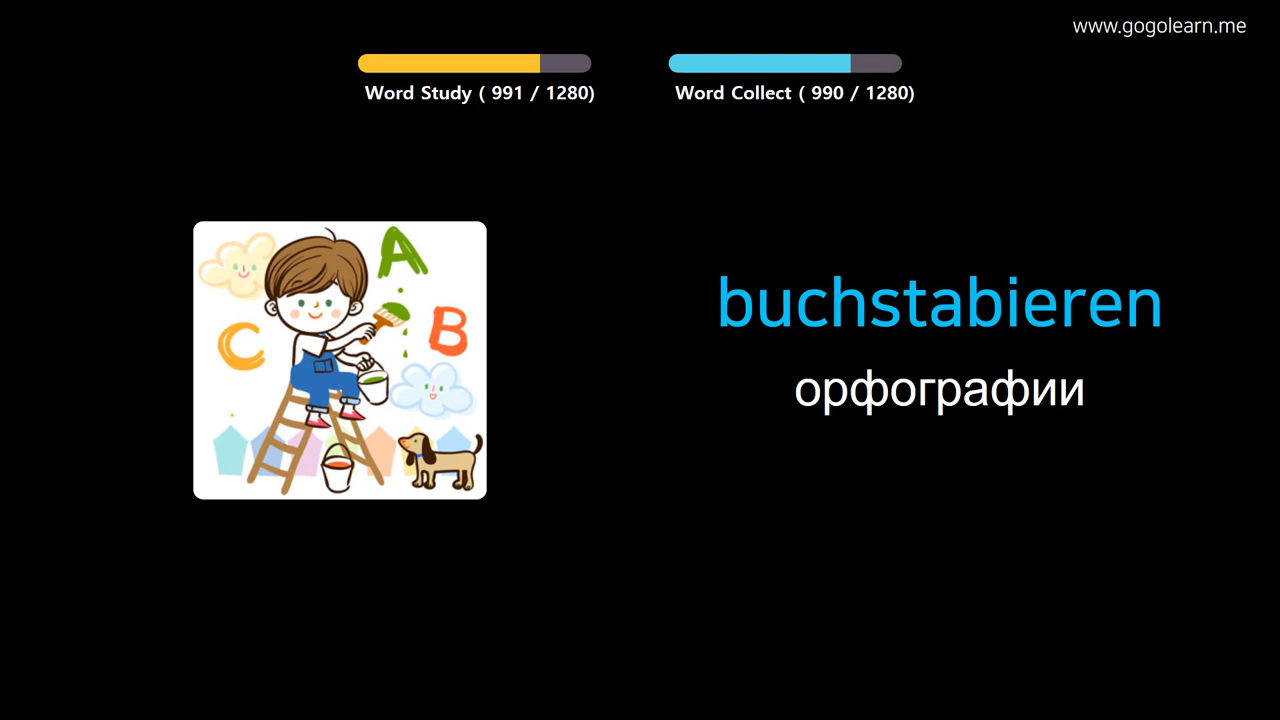 www.gogolearn.me
Word Study ( 991 / 1280)
Word Collect ( 990 / 1280)
A
B
C
buchstabieren
орфографии